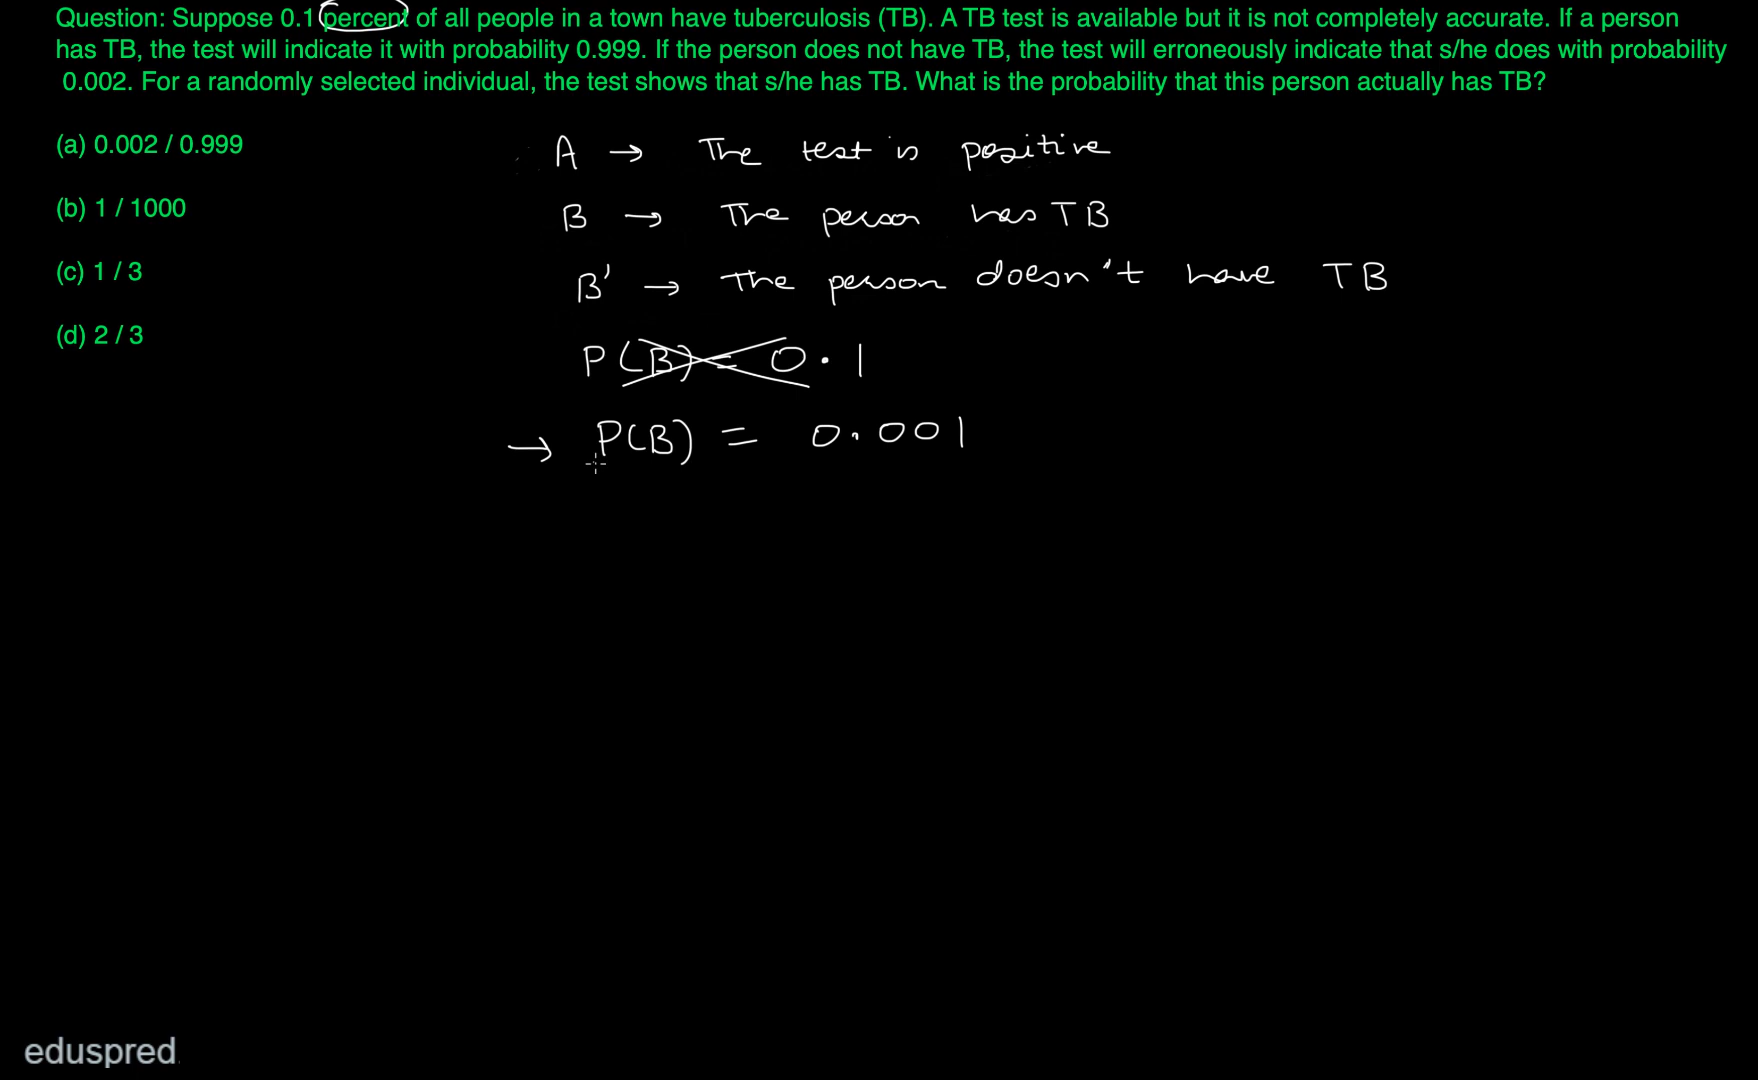 Question: Suppose 0.1 percent of all people in a town have tuberculosis (TB). A TB test is available but it is not completely accurate. If a person
has TB, the test will indicate it with probability 0.999. If the person does not have TB, the test will erroneously indicate that s/he does with probability
0.002. For a randomly selected individual, the test shows that s/he has TB. What is the probability that this person actually has TB?
(a) 0.002 / 0.999
(b) 1 / 1000
(c) 1 / 3
(d) 2 / 3
A → The test is positive
B → The person has TB
B' → The person doesn't have TB
P(B) = 0.1
→ P(B) = 0.001
eduspred